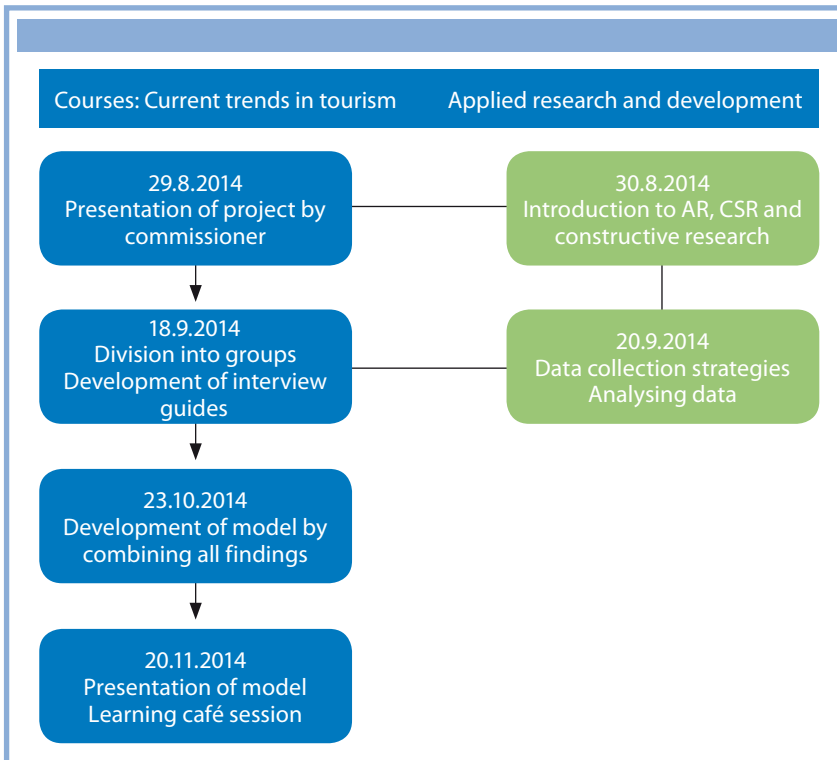 Courses: Current trends in tourism
Applied research and development
29.8.2014
Presentation of project by
commissioner
30.8.2014
Introduction to AR, CSR and
constructive research
18.9.2014
Division into groups
Development of interview
guides
20.9.2014
Data collection strategies
Analysing data
23.10.2014
Development of model by
combining all findings
20.11.2014
Presentation of model
Learning café session